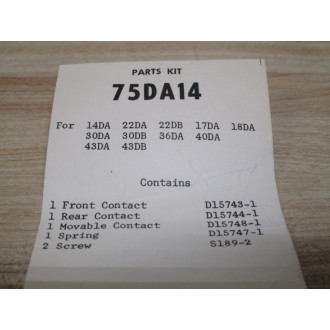 PARTS KIT
75DA14
For 14DA 22DA 22DB 17DA 18DA
30DA 30DB 36DA 40DA
43DA 43DB
Contains
1 Front Contact D15743-1
1 Rear Contact D15744-1
1 Movable Contact D15748-1
1 Spring D15747-1
2 Screw S189-2